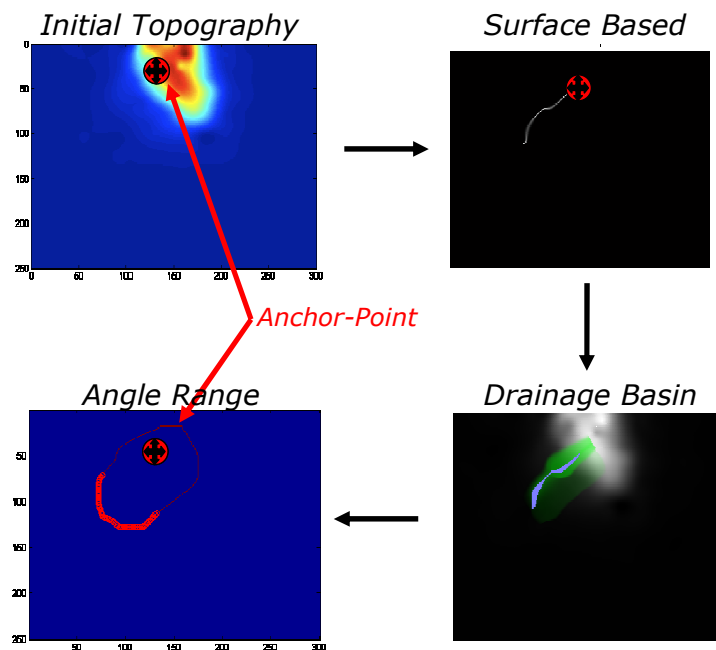 Initial Topography
Surface Based
0
50
100
150
200
250
0 50 100 150 200 250 300
Anchor-Point
Angle Range
Drainage Basin
50
100
150
200
250
50 100 150 200 250 300